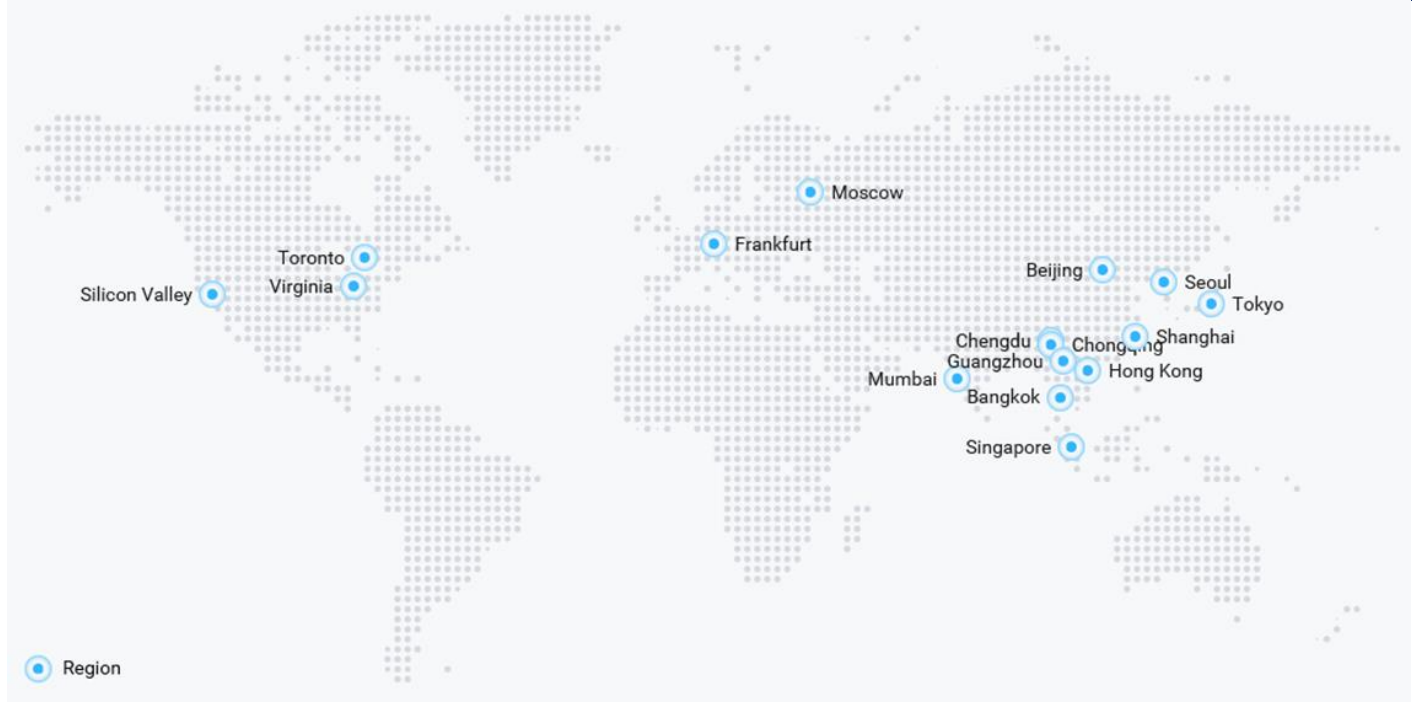 Moscow
Frankfurt
Toronto
Virginia
Silicon Valley
Beijing
Seoul
Tokyo
Shanghai
Chengdu
Chongqing
Guangzhou
Hong Kong
Mumbai
Bangkok
Singapore
Region